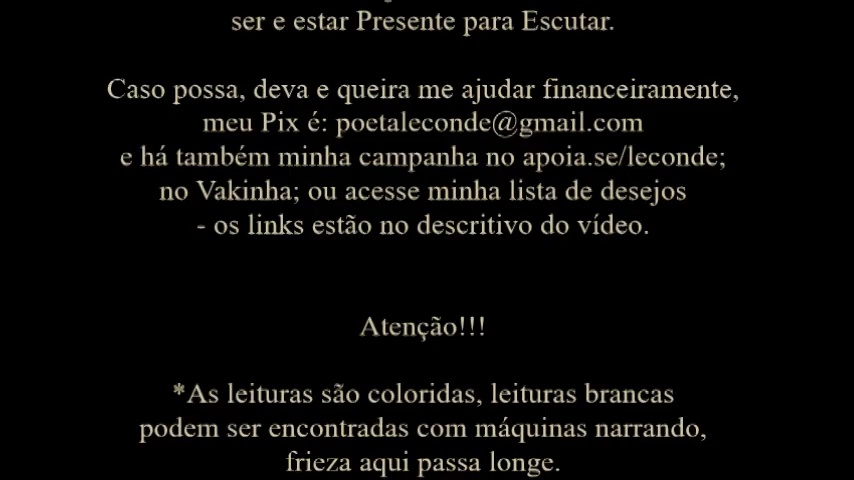 ser e estar Presente para Escutar.
Caso possa, deva e queira me ajudar financeiramente,
meu Pix é: poetaleconde@gmail.com
e há também minha campanha no apoia.se/leconde;
no Vakinha; ou acesse minha lista de desejos
- os links estão no descritivo do vídeo.
Atenção!!!
*As leituras são coloridas, leituras brancas
podem ser encontradas com máquinas narrando,
frieza aqui passa longe.